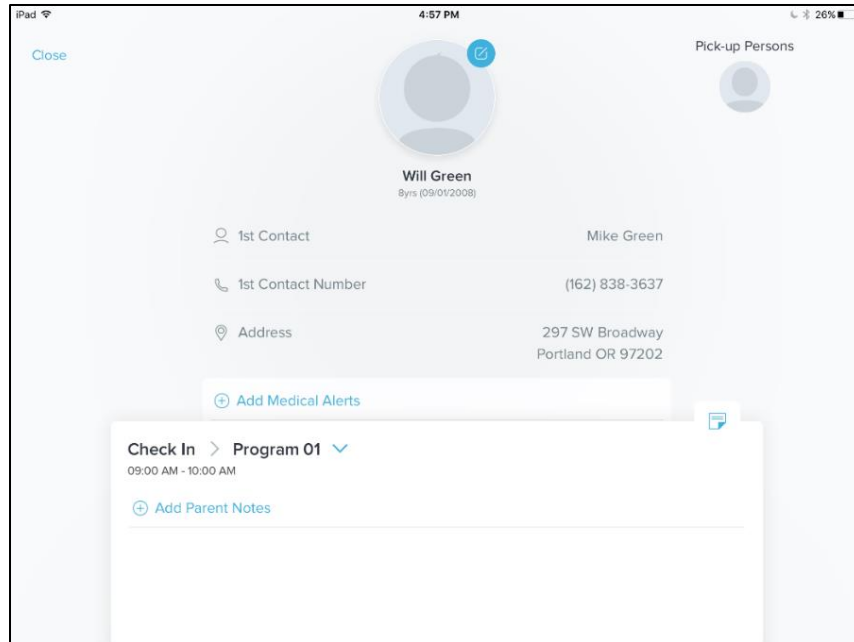 iPad
4:57 PM
26%
Close
Pick-up Persons
Will Green
8yrs (09/01/2008)
1st Contact
Mike Green
1st Contact Number
(162) 838-3637
Address
297 SW Broadway
Portland OR 97202
Add Medical Alerts
Check In > Program 01
09:00 AM - 10:00 AM
Add Parent Notes